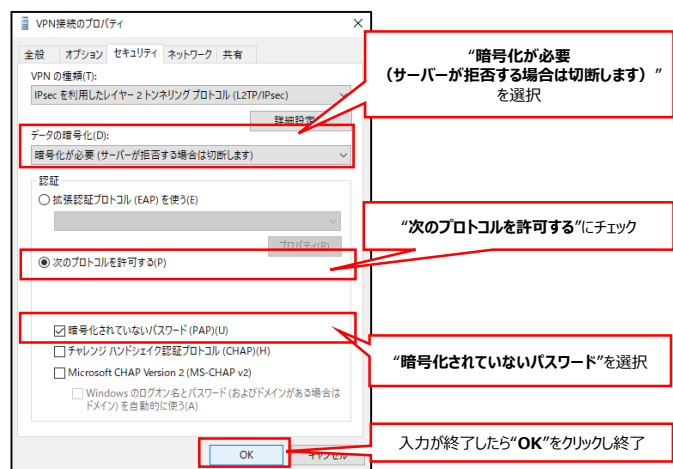 VPN接続のプロパティ
全般 オプション セキュリティ ネットワーク 共有
VPN の種類(T):
IPsec を利用したレイヤー 2 トンネリング プロトコル (L2TP/IPsec)
詳細設定
データの暗号化(D):
暗号化が必要 (サーバーが拒否する場合は切断します)
認証
拡張認証プロトコル (EAP) を使う(E)
プロパティ(R)
次のプロトコルを許可する(P)
暗号化されていないパスワード (PAP)(U)
チャレンジ ハンドシェイク認証プロトコル (CHAP)(H)
Microsoft CHAP Version 2 (MS-CHAP v2)
Windows のログオン名とパスワード (およびドメインがある場合は
ドメイン) を自動的に使う(A)
OK
キャンセル
“暗号化が必要
（サーバーが拒否する場合は切断します）”
を選択
“次のプロトコルを許可する”にチェック
“暗号化されていないパスワード”を選択
入力が終了したら“OK”をクリックし終了